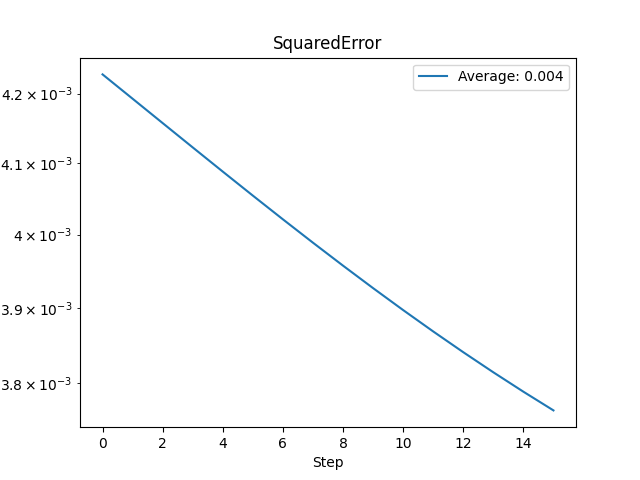 SquaredError
Average: 0.004
4.2 × 10⁻³
4.1 × 10⁻³
4 × 10⁻³
3.9 × 10⁻³
3.8 × 10⁻³
0 2 4 6 8 10 12 14
Step